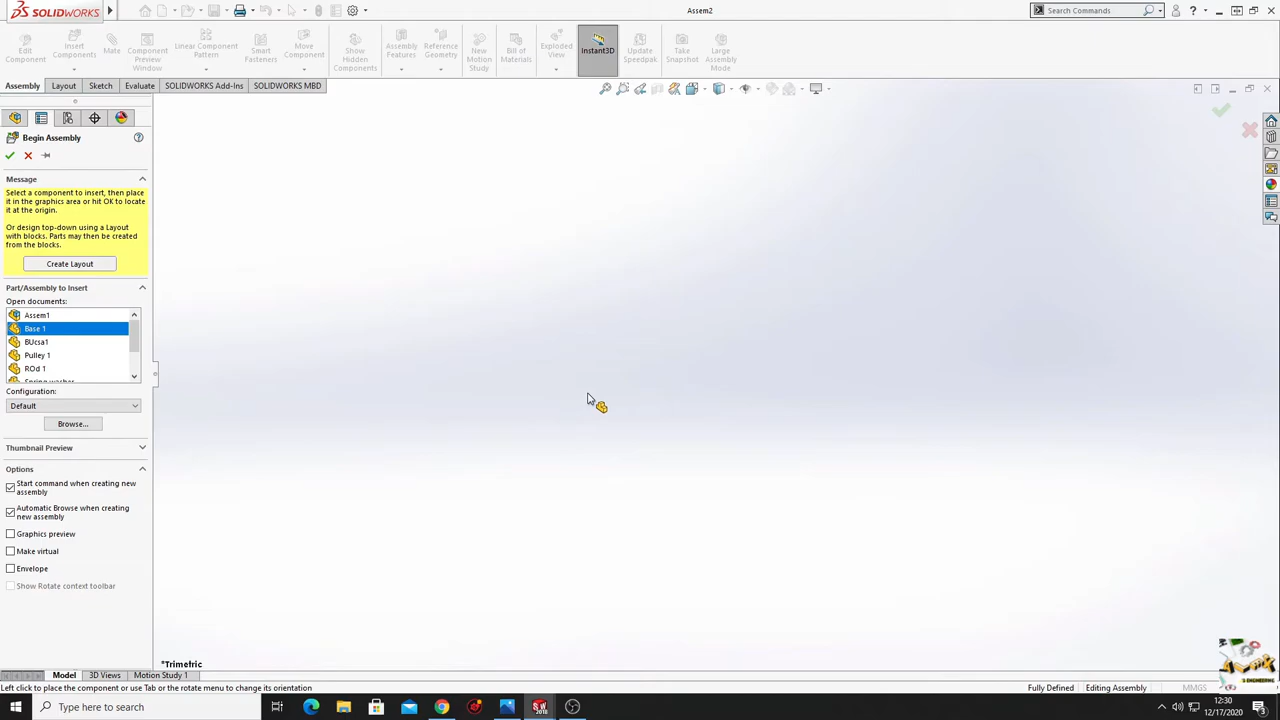 SOLIDWORKS
Assem2
Search Commands
Edit Component
Insert Components
Mate
Component Preview Window
Linear Component Pattern
Smart Fasteners
Move Component
Show Hidden Components
Assembly Features
Reference Geometry
New Motion Study
Bill of Materials
Exploded View
Instant3D
Update Speedpak
Take Snapshot
Large Assembly Mode
Assembly
Layout
Sketch
Evaluate
SOLIDWORKS Add-Ins
SOLIDWORKS MBD
Begin Assembly
Message
Select a component to insert, then place
it in the graphics area or hit OK to locate
it at the origin.
Or design top-down using a Layout
with blocks. Parts may then be created
from the blocks.
Create Layout
Part/Assembly to Insert
Open documents:
Assem1
Base 1
BUcsa1
Pulley 1
ROd 1
Spring washer
Configuration:
Default
Browse...
Thumbnail Preview
Options
Start command when creating new
assembly
Automatic Browse when creating
new assembly
Graphics preview
Make virtual
Envelope
Show Rotate context toolbar
*Trimetric
Model
3D Views
Motion Study 1
Left click to place the component or use Tab or the rotate menu to change its orientation
Fully Defined
Editing Assembly
MMGS
Type here to search
12:30
12/17/2020